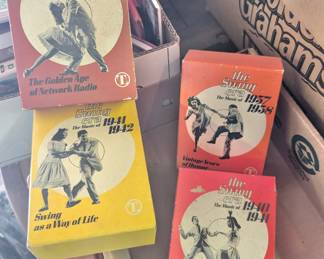 The Golden Age
of Network Radio
T
the Swing
era
The Music of
1941
1942
Swing
as a Way of Life
T
the Swing
era
The Music of
1937
1938
Vintage Years
of Humor
the Swing
era
The Music of
1940
1941
Grahams